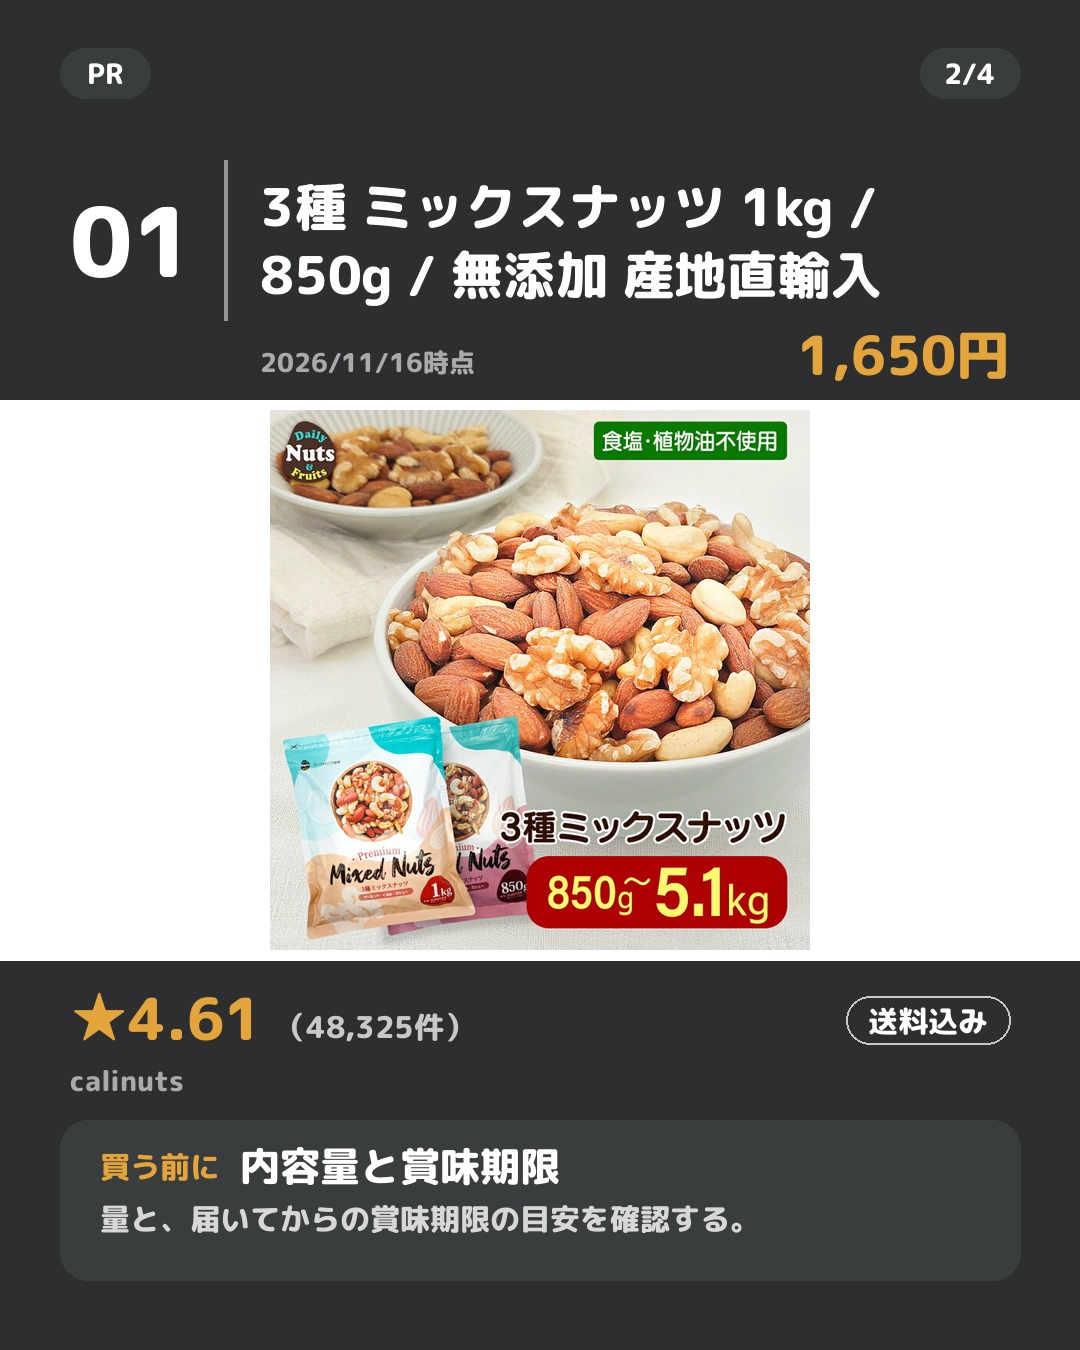 PR
2/4
01
3種 ミックスナッツ 1kg /
850g / 無添加 産地直輸入
2026/11/16時点
1,650円
Daily
Nuts
&
Fruits
食塩・植物油不使用
Premium
Mixed Nuts
3種ミックスナッツ
1kg
Nuts
850g
3種ミックスナッツ
850g~5.1kg
★4.61 (48,325件)
送料込み
calinuts
買う前に 内容量と賞味期限
量と、届いてからの賞味期限の目安を確認する。